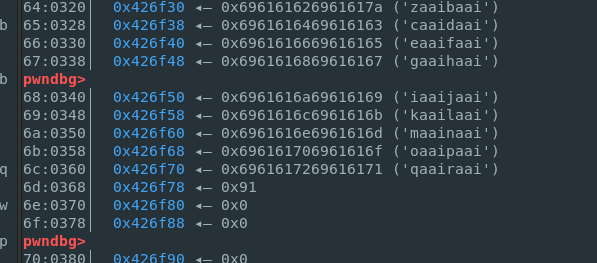 64:0320│  0x426f30 ◂— 0x696161626961617a ('zaaibaai')
b 65:0328│  0x426f38 ◂— 0x6961616469616163 ('caaidaai')
66:0330│  0x426f40 ◂— 0x6961616669616165 ('eaaifaai')
67:0338│  0x426f48 ◂— 0x6961616869616167 ('gaaihaai')
b pwndbg>
68:0340│  0x426f50 ◂— 0x6961616a69616169 ('iaaijaai')
69:0348│  0x426f58 ◂— 0x6961616c6961616b ('kaailaai')
6a:0350│  0x426f60 ◂— 0x6961616e6961616d ('maainaai')
6b:0358│  0x426f68 ◂— 0x696161706961616f ('oaaipaai')
q 6c:0360│  0x426f70 ◂— 0x6961617269616171 ('qaairaai')
6d:0368│  0x426f78 ◂— 0x91
w 6e:0370│  0x426f80 ◂— 0x0
6f:0378│  0x426f88 ◂— 0x0
p pwndbg>
70:0380│  0x426f90 ◂— 0x0